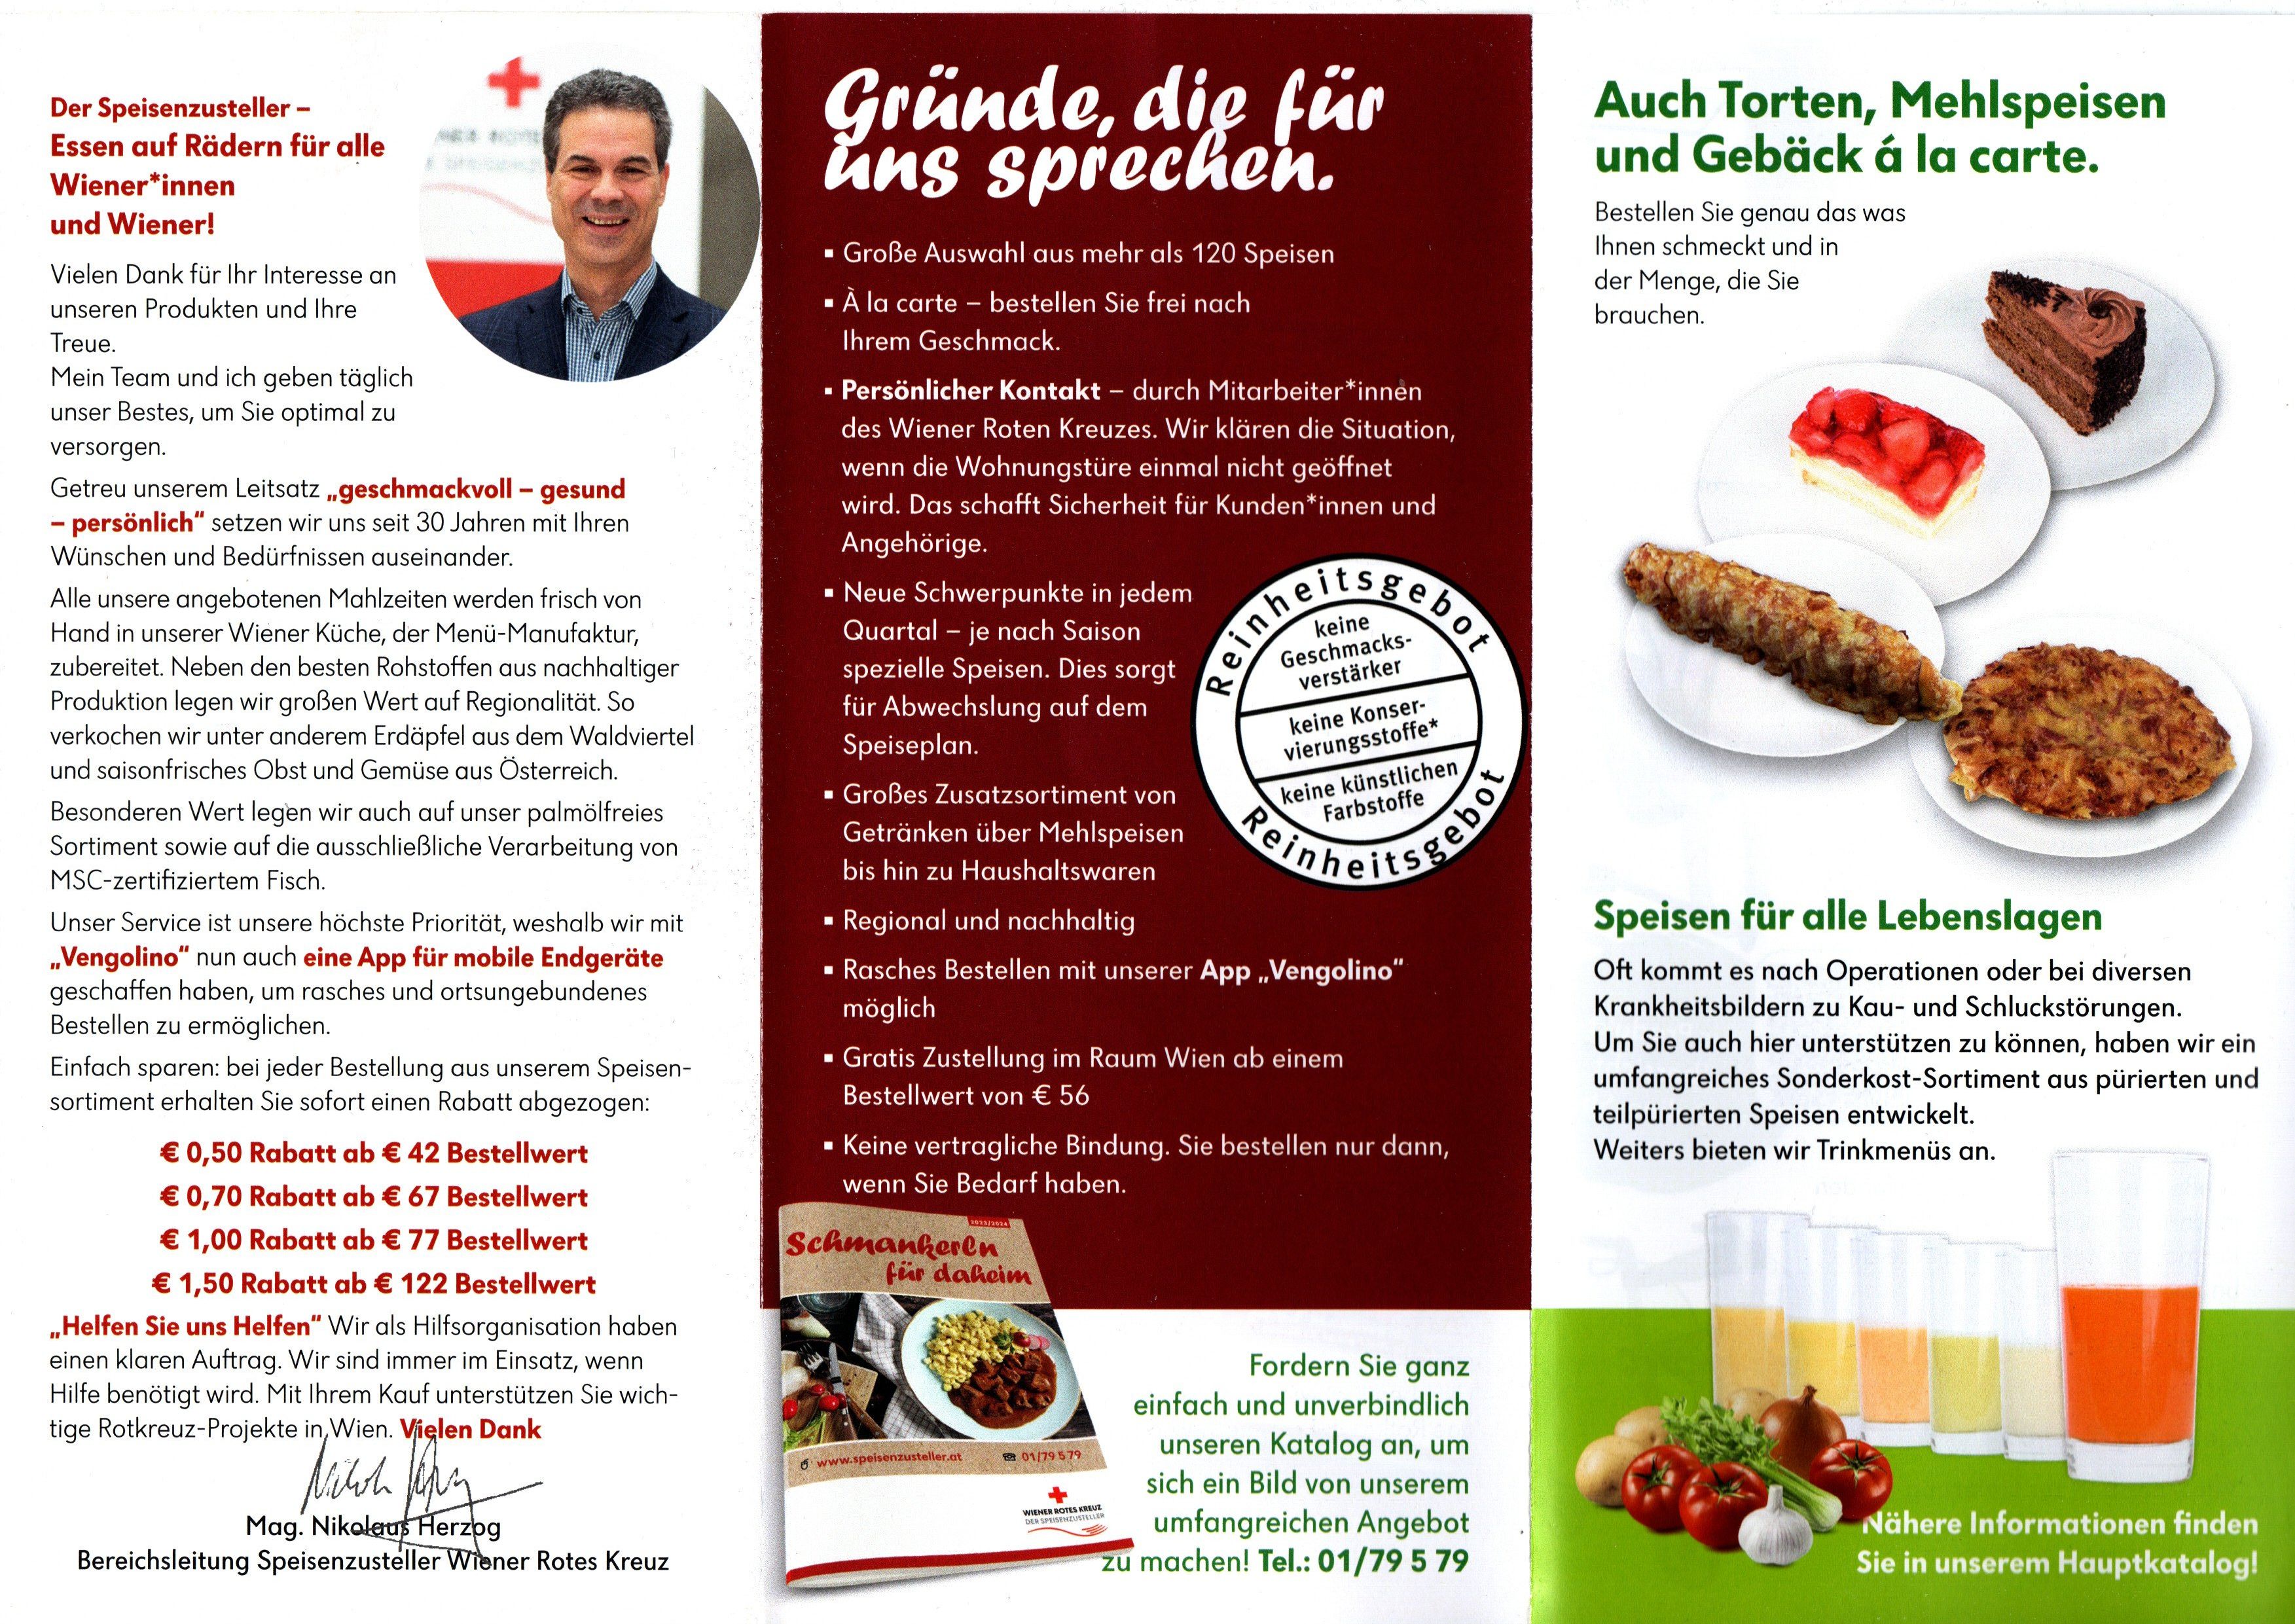 Der Speisenzusteller –
Essen auf Rädern für alle
Wiener*innen
und Wiener!
Vielen Dank für Ihr Interesse an
unseren Produkten und Ihre
Treue.
Mein Team und ich geben täglich
unser Bestes, um Sie optimal zu
versorgen.
Getreu unserem Leitsatz „geschmackvoll – gesund
– persönlich“ setzen wir uns seit 30 Jahren mit Ihren
Wünschen und Bedürfnissen auseinander.
Alle unsere angebotenen Mahlzeiten werden frisch von
Hand in unserer Wiener Küche, der Menü-Manufaktur,
zubereitet. Neben den besten Rohstoffen aus nachhaltiger
Produktion legen wir großen Wert auf Regionalität. So
verkochen wir unter anderem Erdäpfel aus dem Waldviertel
und saisonfrisches Obst und Gemüse aus Österreich.
Besonderen Wert legen wir auch auf unser palmölfreies
Sortiment sowie auf die ausschließliche Verarbeitung von
MSC-zertifiziertem Fisch.
Unser Service ist unsere höchste Priorität, weshalb wir mit
„Vengolino“ nun auch eine App für mobile Endgeräte
geschaffen haben, um rasches und ortsungebundenes
Bestellen zu ermöglichen.
Einfach sparen: bei jeder Bestellung aus unserem Speisen-
sortiment erhalten Sie sofort einen Rabatt abgezogen:
€ 0,50 Rabatt ab € 42 Bestellwert
€ 0,70 Rabatt ab € 67 Bestellwert
€ 1,00 Rabatt ab € 77 Bestellwert
€ 1,50 Rabatt ab € 122 Bestellwert
„Helfen Sie uns Helfen“ Wir als Hilfsorganisation haben
einen klaren Auftrag. Wir sind immer im Einsatz, wenn
Hilfe benötigt wird. Mit Ihrem Kauf unterstützen Sie wich-
tige Rotkreuz-Projekte in Wien. Vielen Dank
Mag. Nikolaus Herzog
Bereichsleitung Speisenzusteller Wiener Rotes Kreuz
Gründe, die für
uns sprechen.
▪ Große Auswahl aus mehr als 120 Speisen
▪ À la carte – bestellen Sie frei nach
Ihrem Geschmack.
▪ Persönlicher Kontakt – durch Mitarbeiter*innen
des Wiener Roten Kreuzes. Wir klären die Situation,
wenn die Wohnungstüre einmal nicht geöffnet
wird. Das schafft Sicherheit für Kunden*innen und
Angehörige.
▪ Neue Schwerpunkte in jedem
Quartal – je nach Saison
spezielle Speisen. Dies sorgt
für Abwechslung auf dem
Speiseplan.
▪ Großes Zusatzsortiment von
Getränken über Mehlspeisen
bis hin zu Haushaltswaren
▪ Regional und nachhaltig
▪ Rasches Bestellen mit unserer App „Vengolino“
möglich
▪ Gratis Zustellung im Raum Wien ab einem
Bestellwert von € 56
▪ Keine vertragliche Bindung. Sie bestellen nur dann,
wenn Sie Bedarf haben.
Reinheitsgebot
keine
Geschmacks-
verstärker
keine Konser-
vierungsstoffe*
keine künstlichen
Farbstoffe
Reinheitsgebot
2023/2024
Schmankerln
für daheim
www.speisenzusteller.at ☎ 01/79 5 79
WIENER ROTES KREUZ
DER SPEISENZUSTELLER
Fordern Sie ganz
einfach und unverbindlich
unseren Katalog an, um
sich ein Bild von unserem
umfangreichen Angebot
zu machen! Tel.: 01/79 5 79
Auch Torten, Mehlspeisen
und Gebäck á la carte.
Bestellen Sie genau das was
Ihnen schmeckt und in
der Menge, die Sie
brauchen.
Speisen für alle Lebenslagen
Oft kommt es nach Operationen oder bei diversen
Krankheitsbildern zu Kau- und Schluckstörungen.
Um Sie auch hier unterstützen zu können, haben wir ein
umfangreiches Sonderkost-Sortiment aus pürierten und
teilpürierten Speisen entwickelt.
Weiters bieten wir Trinkmenüs an.
Nähere Informationen finden
Sie in unserem Hauptkatalog!